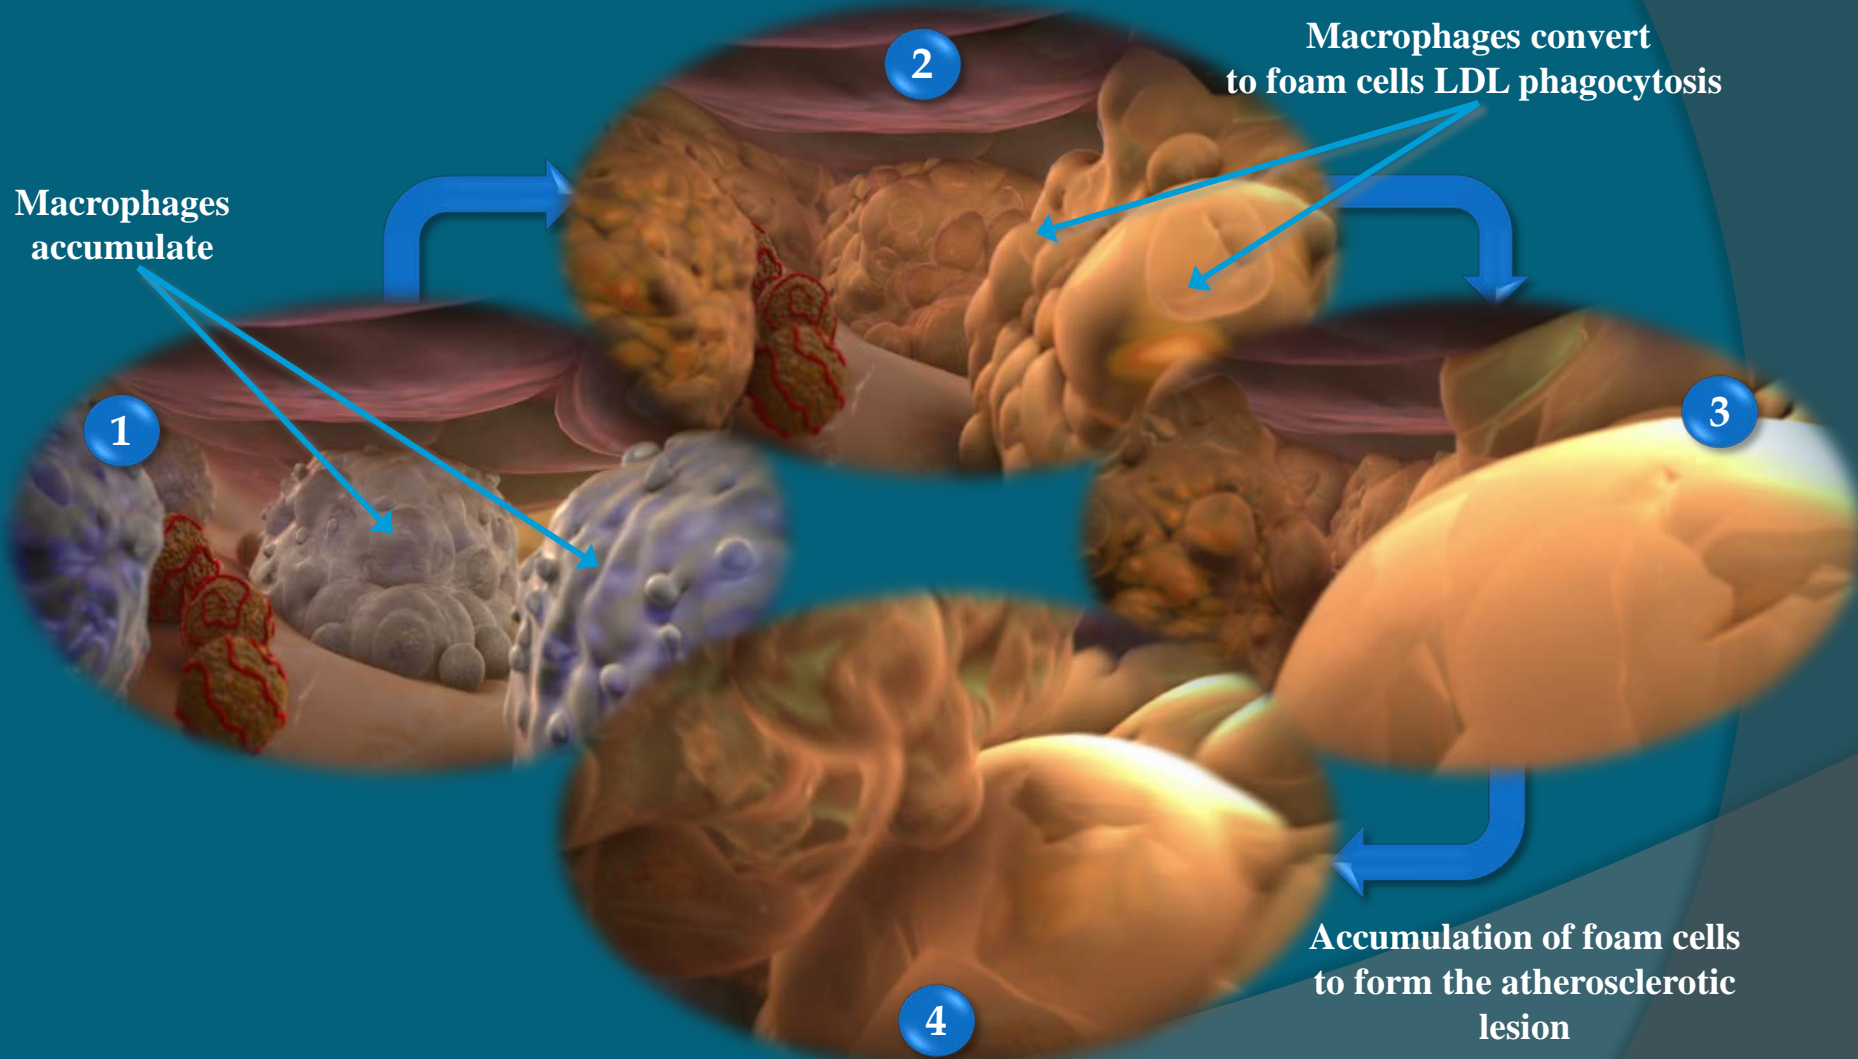 2
Macrophages convert
to foam cells LDL phagocytosis
Macrophages
accumulate
1
3
Accumulation of foam cells
to form the atherosclerotic
lesion
4